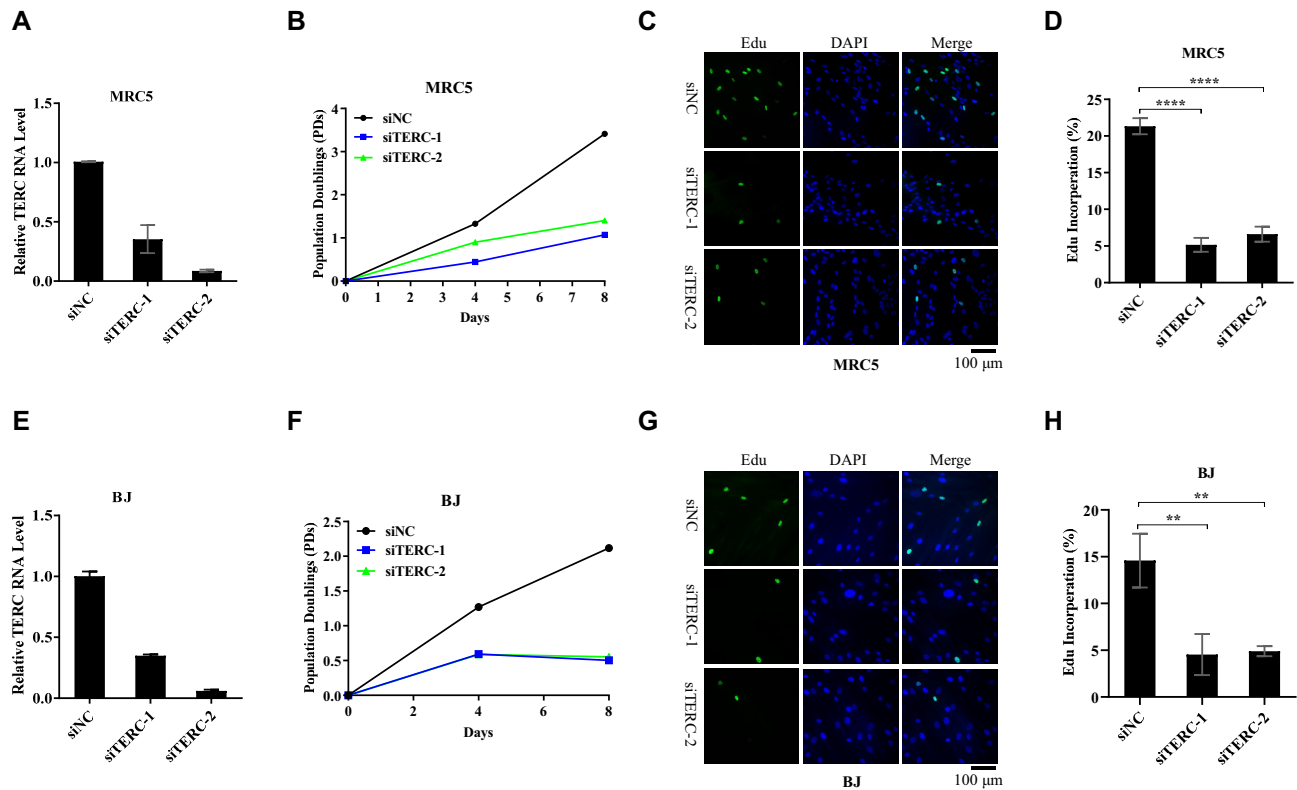 A
MRC5
Relative TERC RNA Level
1.5
1.0
0.5
0.0
siNC
siTERC-1
siTERC-2
B
MRC5
siNC
siTERC-1
siTERC-2
Population Doublings (PDs)
4
3
2
1
0
0 1 2 3 4 5 6 7 8
Days
C
Edu DAPI Merge
siNC
siTERC-1
siTERC-2
MRC5
100 μm
D
MRC5
****
****
Edu Incorperation (%)
25
20
15
10
5
0
siNC
siTERC-1
siTERC-2
E
BJ
Relative TERC RNA Level
1.5
1.0
0.5
0.0
siNC
siTERC-1
siTERC-2
F
BJ
siNC
siTERC-1
siTERC-2
Population Doublings (PDs)
2.5
2.0
1.5
1.0
0.5
0.0
0 2 4 6 8
Days
G
Edu DAPI Merge
siNC
siTERC-1
siTERC-2
BJ
100 μm
H
BJ
**
**
Edu Incorperation (%)
20
15
10
5
0
siNC
siTERC-1
siTERC-2